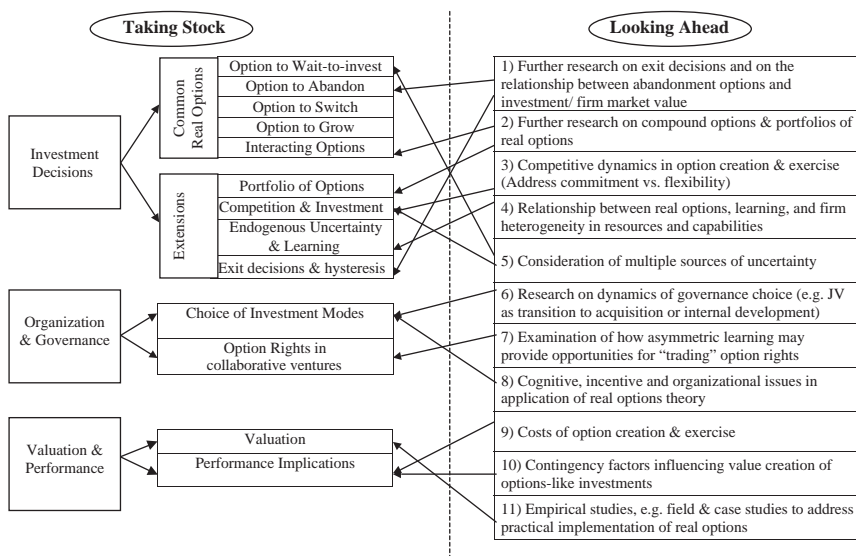 Taking Stock
Looking Ahead
Investment
Decisions
Common
Real Options
Option to Wait-to-invest
Option to Abandon
Option to Switch
Option to Grow
Interacting Options
Extensions
Portfolio of Options
Competition & Investment
Endogenous Uncertainty
& Learning
Exit decisions & hysteresis
Organization
& Governance
Choice of Investment Modes
Option Rights in
collaborative ventures
Valuation &
Performance
Valuation
Performance Implications
1) Further research on exit decisions and on the
relationship between abandonment options and
investment/ firm market value
2) Further research on compound options & portfolios of
real options
3) Competitive dynamics in option creation & exercise
(Address commitment vs. flexibility)
4) Relationship between real options, learning, and firm
heterogeneity in resources and capabilities
5) Consideration of multiple sources of uncertainty
6) Research on dynamics of governance choice (e.g. JV
as transition to acquisition or internal development)
7) Examination of how asymmetric learning may
provide opportunities for “trading” option rights
8) Cognitive, incentive and organizational issues in
application of real options theory
9) Costs of option creation & exercise
10) Contingency factors influencing value creation of
options-like investments
11) Empirical studies, e.g. field & case studies to address
practical implementation of real options